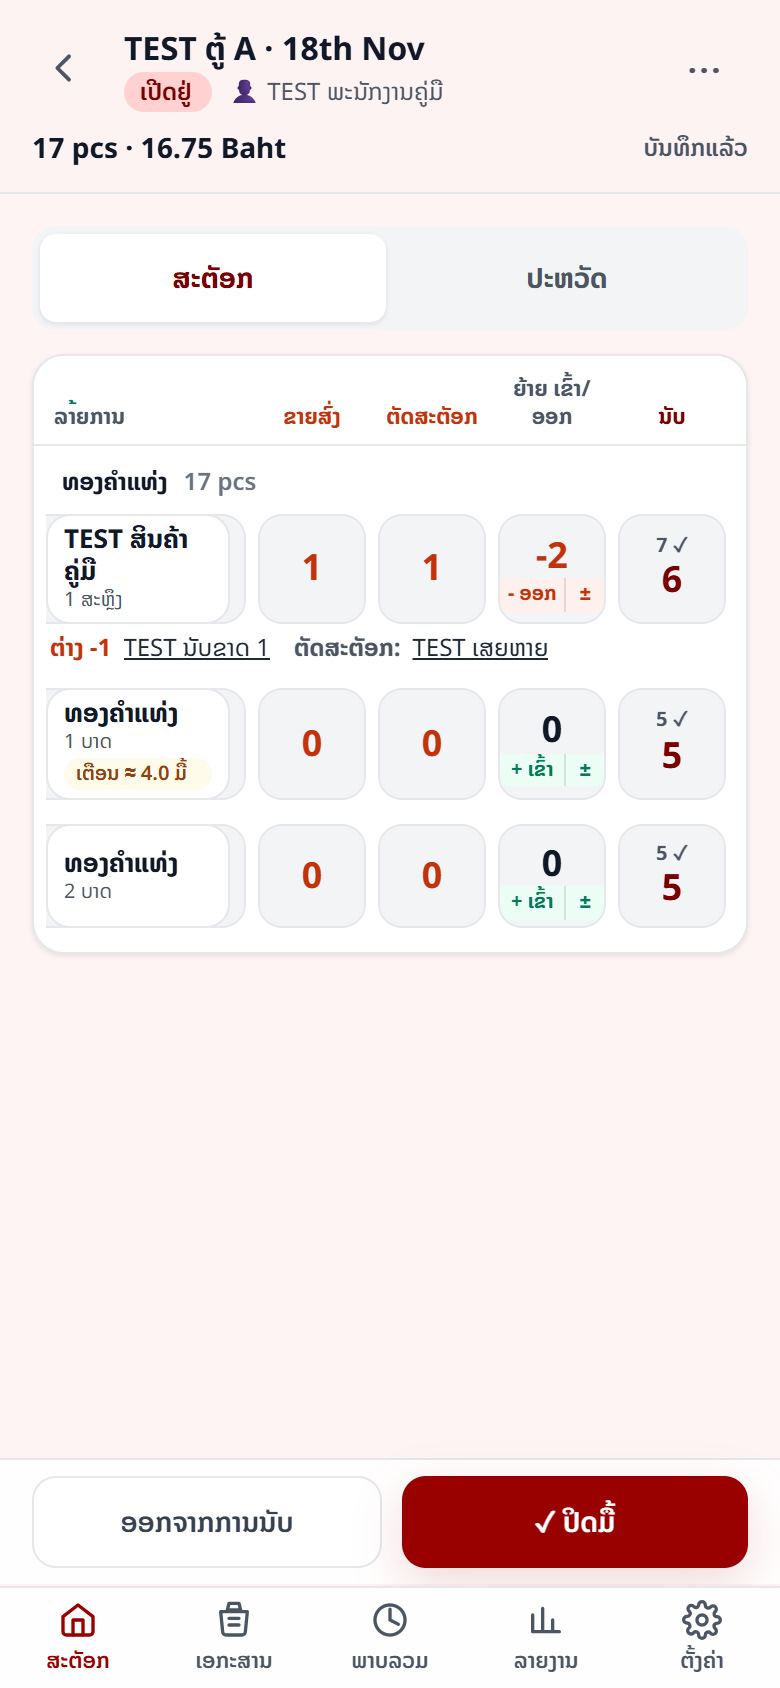 TEST ຕູ້ A · 18th Nov
ເປີດຢູ່ TEST ພະນັກງານຄູ່ມື
17 pcs · 16.75 Baht ບັນທຶກແລ້ວ
ສະຕັອກ ປະຫວັດ
ຍ້າຍ ເຂົ້າ/
ລາຍການ ຂາຍສົ່ງ ຕັດສະຕັອກ ອອກ ນັບ
ທອງຄຳແທ່ງ 17 pcs
TEST ສິນຄ້າ
ຄູ່ມື
1 ສະຫຼຶງ
1 1 -2 7 ✓
- ອອກ ± 6
ຕ່າງ -1 TEST ນັບຂາດ 1 ຕັດສະຕັອກ: TEST ເສຍຫາຍ
ທອງຄຳແທ່ງ
1 ບາດ
ເຕືອນ ≈ 4.0 ມື້
0 0 0 5 ✓
+ ເຂົ້າ ± 5
ທອງຄຳແທ່ງ
2 ບາດ
0 0 0 5 ✓
+ ເຂົ້າ ± 5
ອອກຈາກການນັບ ✓ ປິດມື້
ສະຕັອກ ເອກະສານ ພາບລວມ ລາຍງານ ຕັ້ງຄ່າ